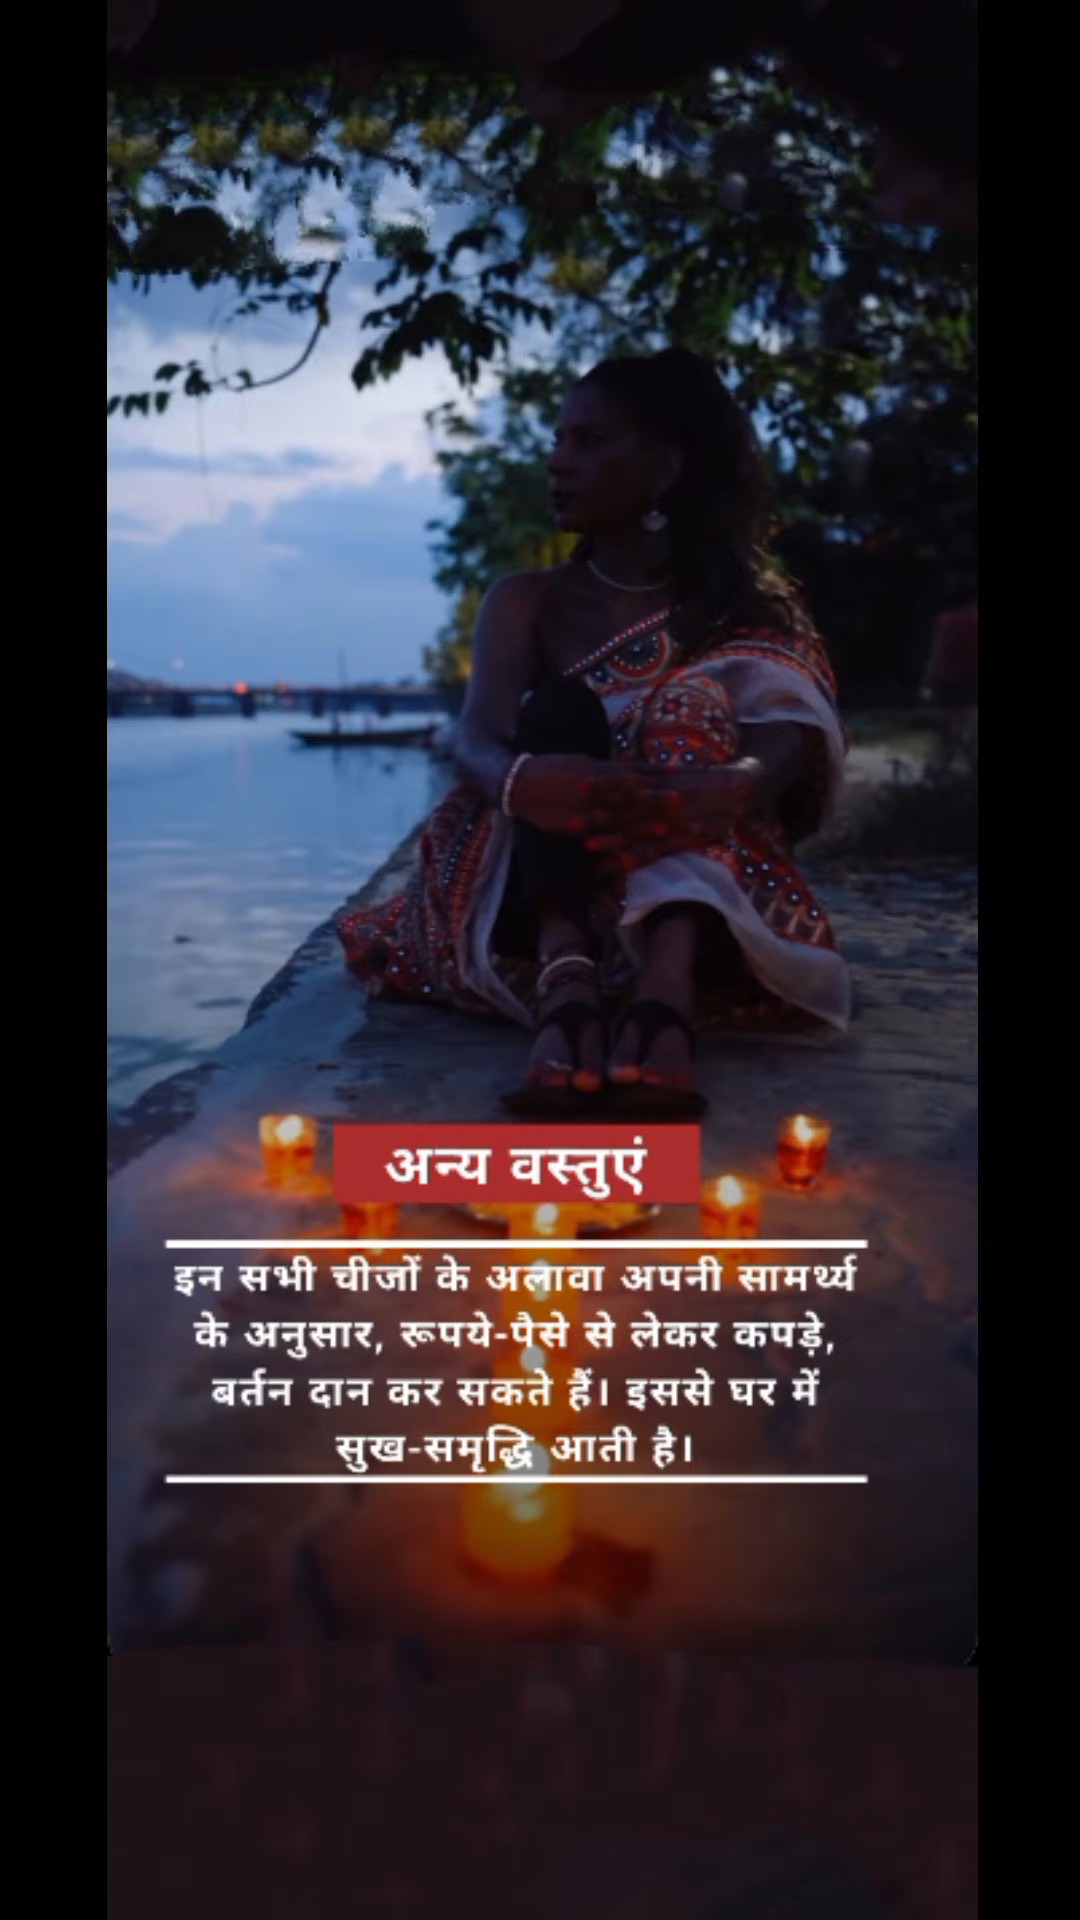 अन्य वस्तुएं
इन सभी चीजों के अलावा अपनी सामर्थ्य
के अनुसार, रूपये-पैसे से लेकर कपड़े,
बर्तन दान कर सकते हैं। इससे घर में
सुख-समृद्धि आती है।